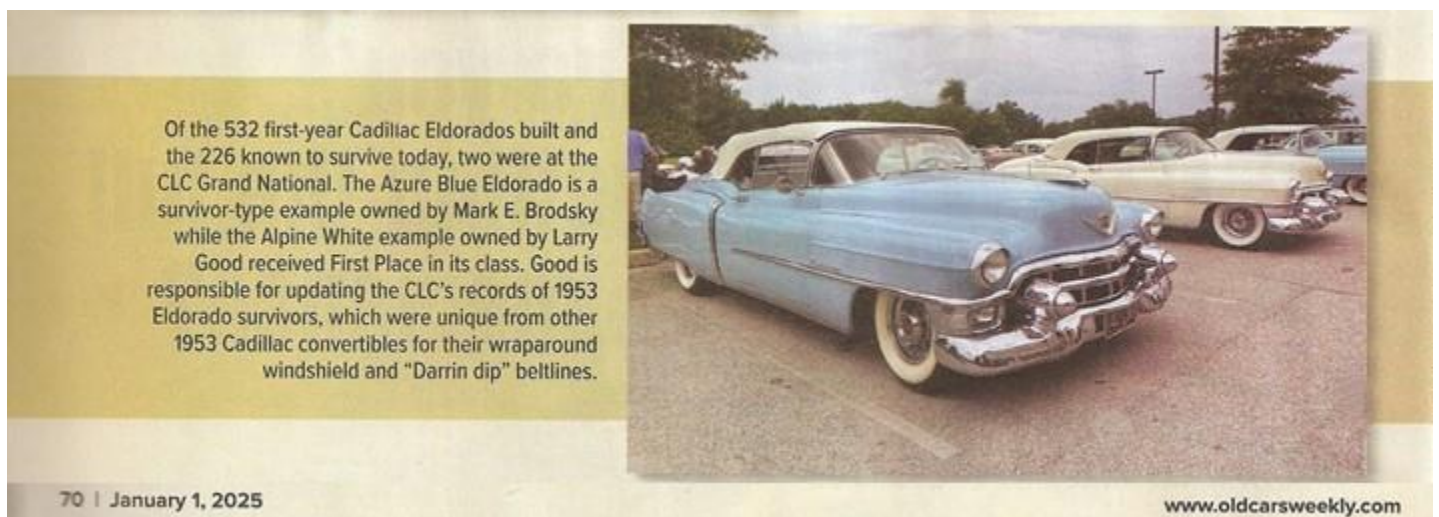 Of the 532 first-year Cadillac Eldorados built and
the 226 known to survive today, two were at the
CLC Grand National. The Azure Blue Eldorado is a
survivor-type example owned by Mark E. Brodsky
while the Alpine White example owned by Larry
Good received First Place in its class. Good is
responsible for updating the CLC’s records of 1953
Eldorado survivors, which were unique from other
1953 Cadillac convertibles for their wraparound
windshield and “Darrin dip” beltlines.
70 | January 1, 2025
www.oldcarsweekly.com